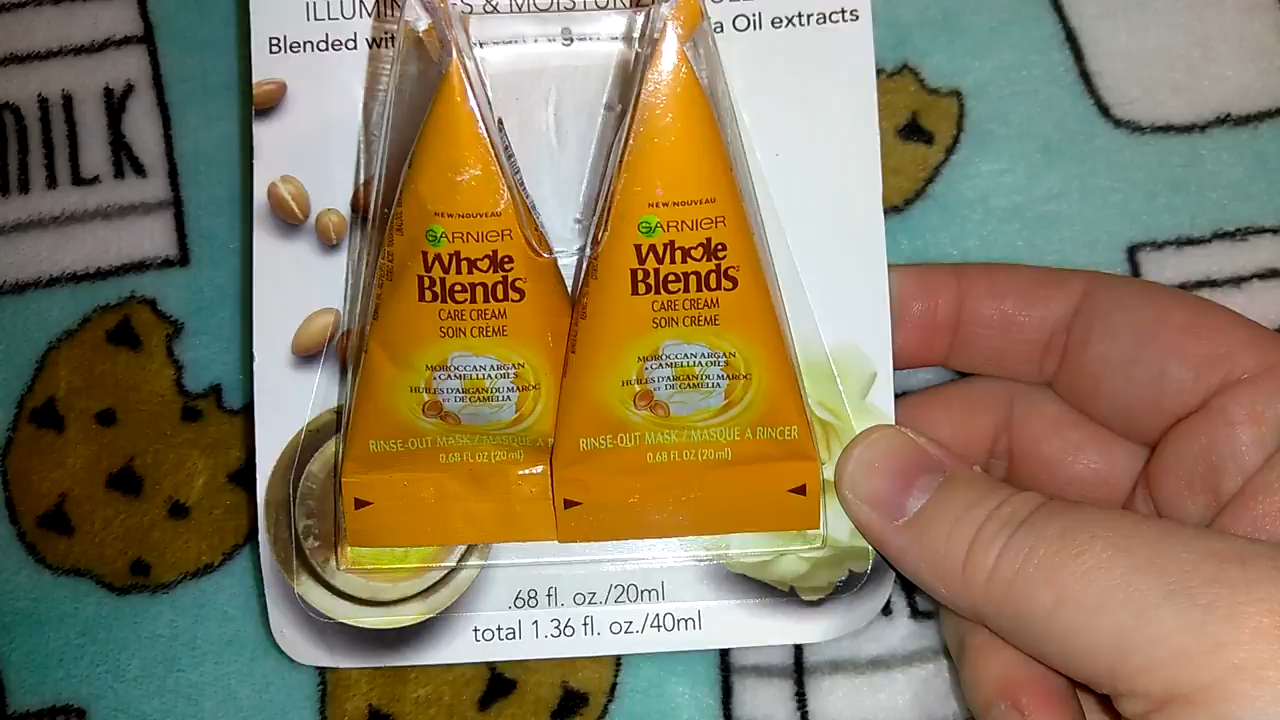 & MOISTURIZ
Blended
a Oil extracts
MILK
NEW/NOUVEAU
GARNIER
Whole
Blends
CARE CREAM
SOIN CRÈME
MOROCCAN ARGAN
& CAMELLIA OILS
HUILES D'ARGAN DU MAROC
ET DE CAMÉLIA
RINSE-OUT MASK / MASQUE A R
0.68 FL OZ (20 ml)
NEW/NOUVEAU
GARNIER
Whole
Blends
CARE CREAM
SOIN CRÈME
MOROCCAN ARGAN
& CAMELLIA OILS
HUILES D'ARGAN DU MAROC
ET DE CAMÉLIA
RINSE-OUT MASK / MASQUE A RINCER
0.68 FL OZ (20 ml)
.68 fl. oz./20ml
total 1.36 fl. oz./40ml